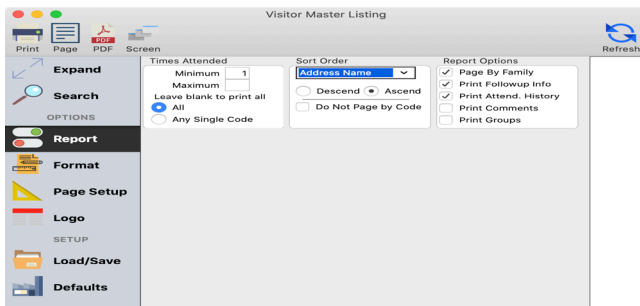 Visitor Master Listing
Print Page PDF Screen Refresh
Expand
Search
OPTIONS
Report
Format
Page Setup
Logo
SETUP
Load/Save
Defaults
Times Attended
Minimum 1
Maximum
Leave blank to print all
All
Any Single Code
Sort Order
Address Name
Descend Ascend
Do Not Page by Code
Report Options
Page By Family
Print Followup Info
Print Attend. History
Print Comments
Print Groups